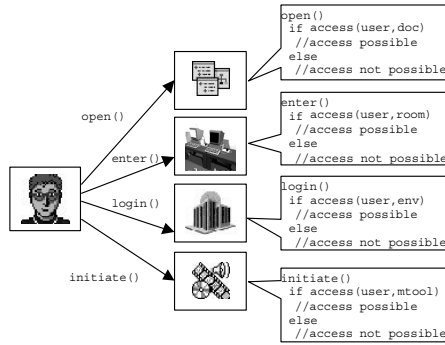 open()
if access(user,doc)
//access possible
else
//access not possible
open()
enter()
if access(user,room)
//access possible
else
//access not possible
enter()
login()
if access(user,env)
//access possible
else
//access not possible
login()
initiate()
initiate()
if access(user,mtool)
//access possible
else
//access not possible